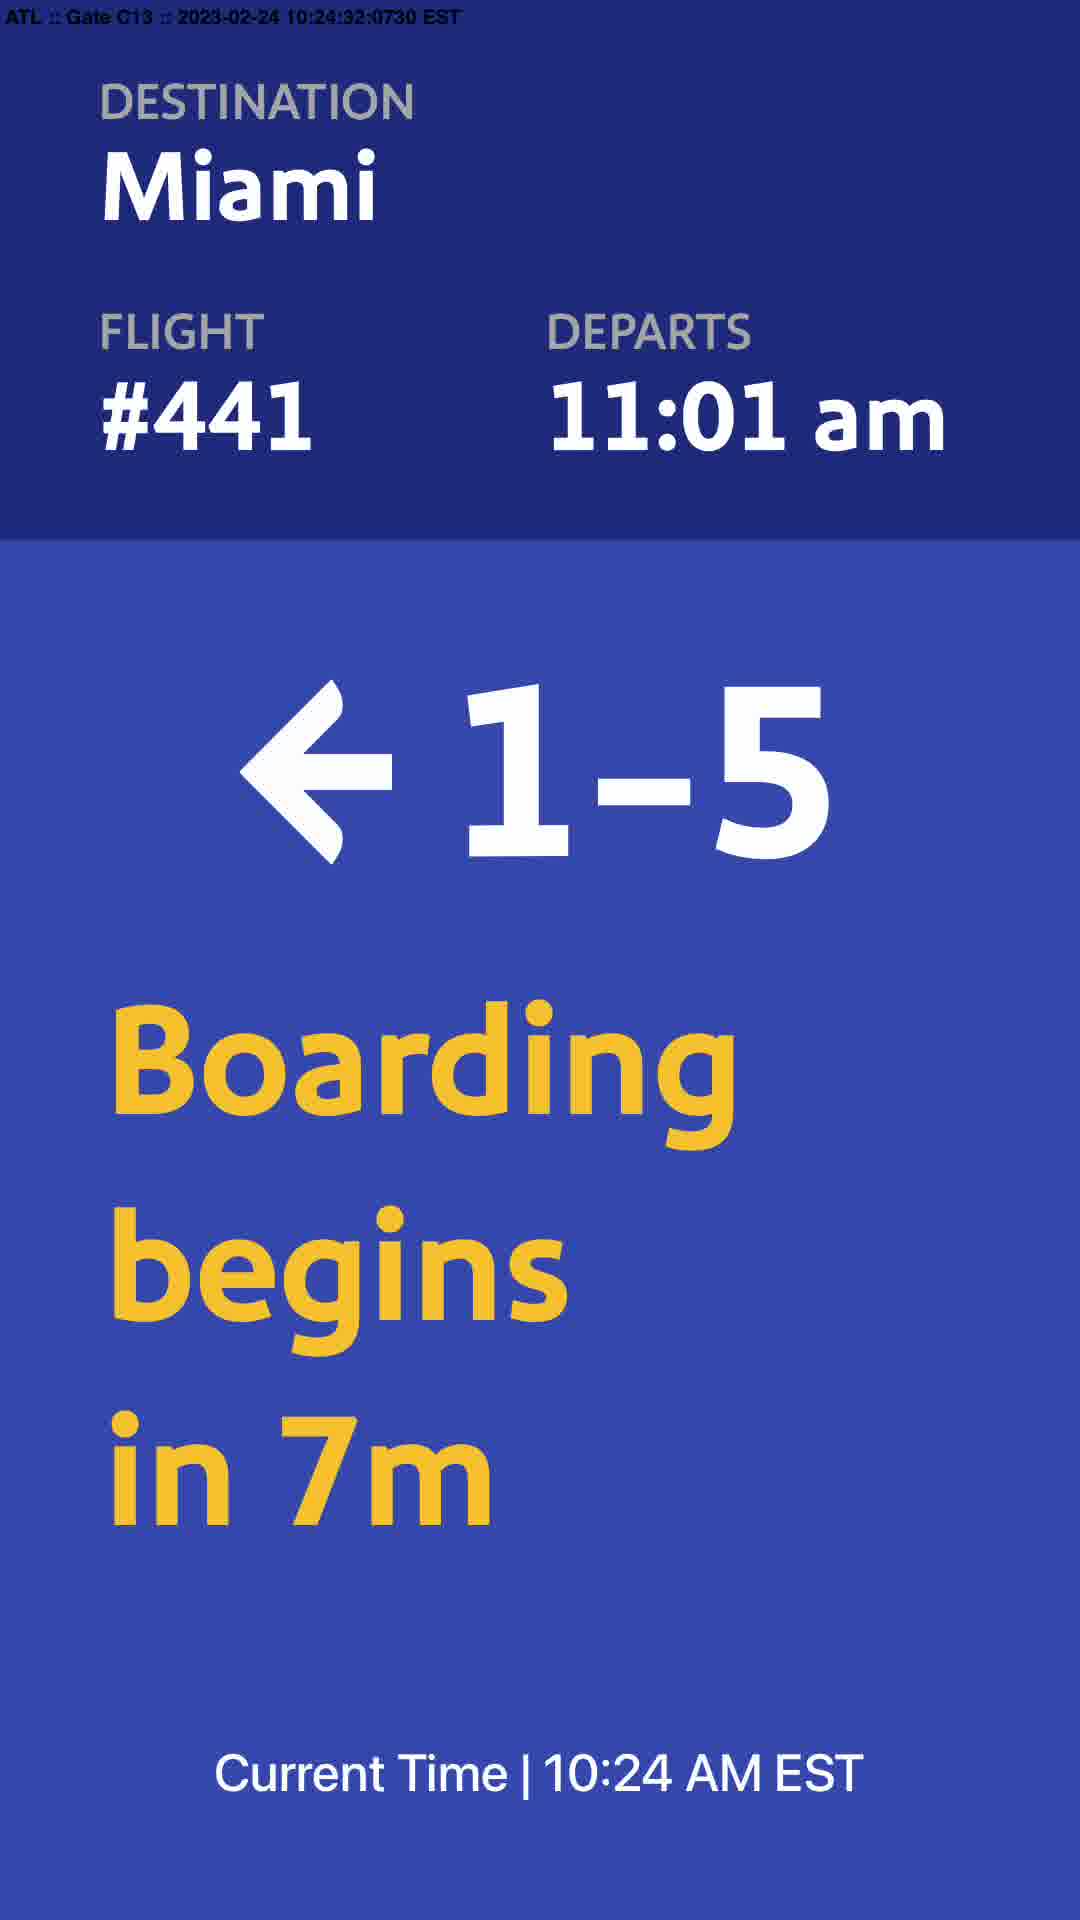 ATL :: Gate C13 :: 2023-02-24 10:24:32:0730 EST
DESTINATION
Miami
FLIGHT DEPARTS
#441 11:01 am
← 1–5
Boarding
begins
in 7m
Current Time | 10:24 AM EST